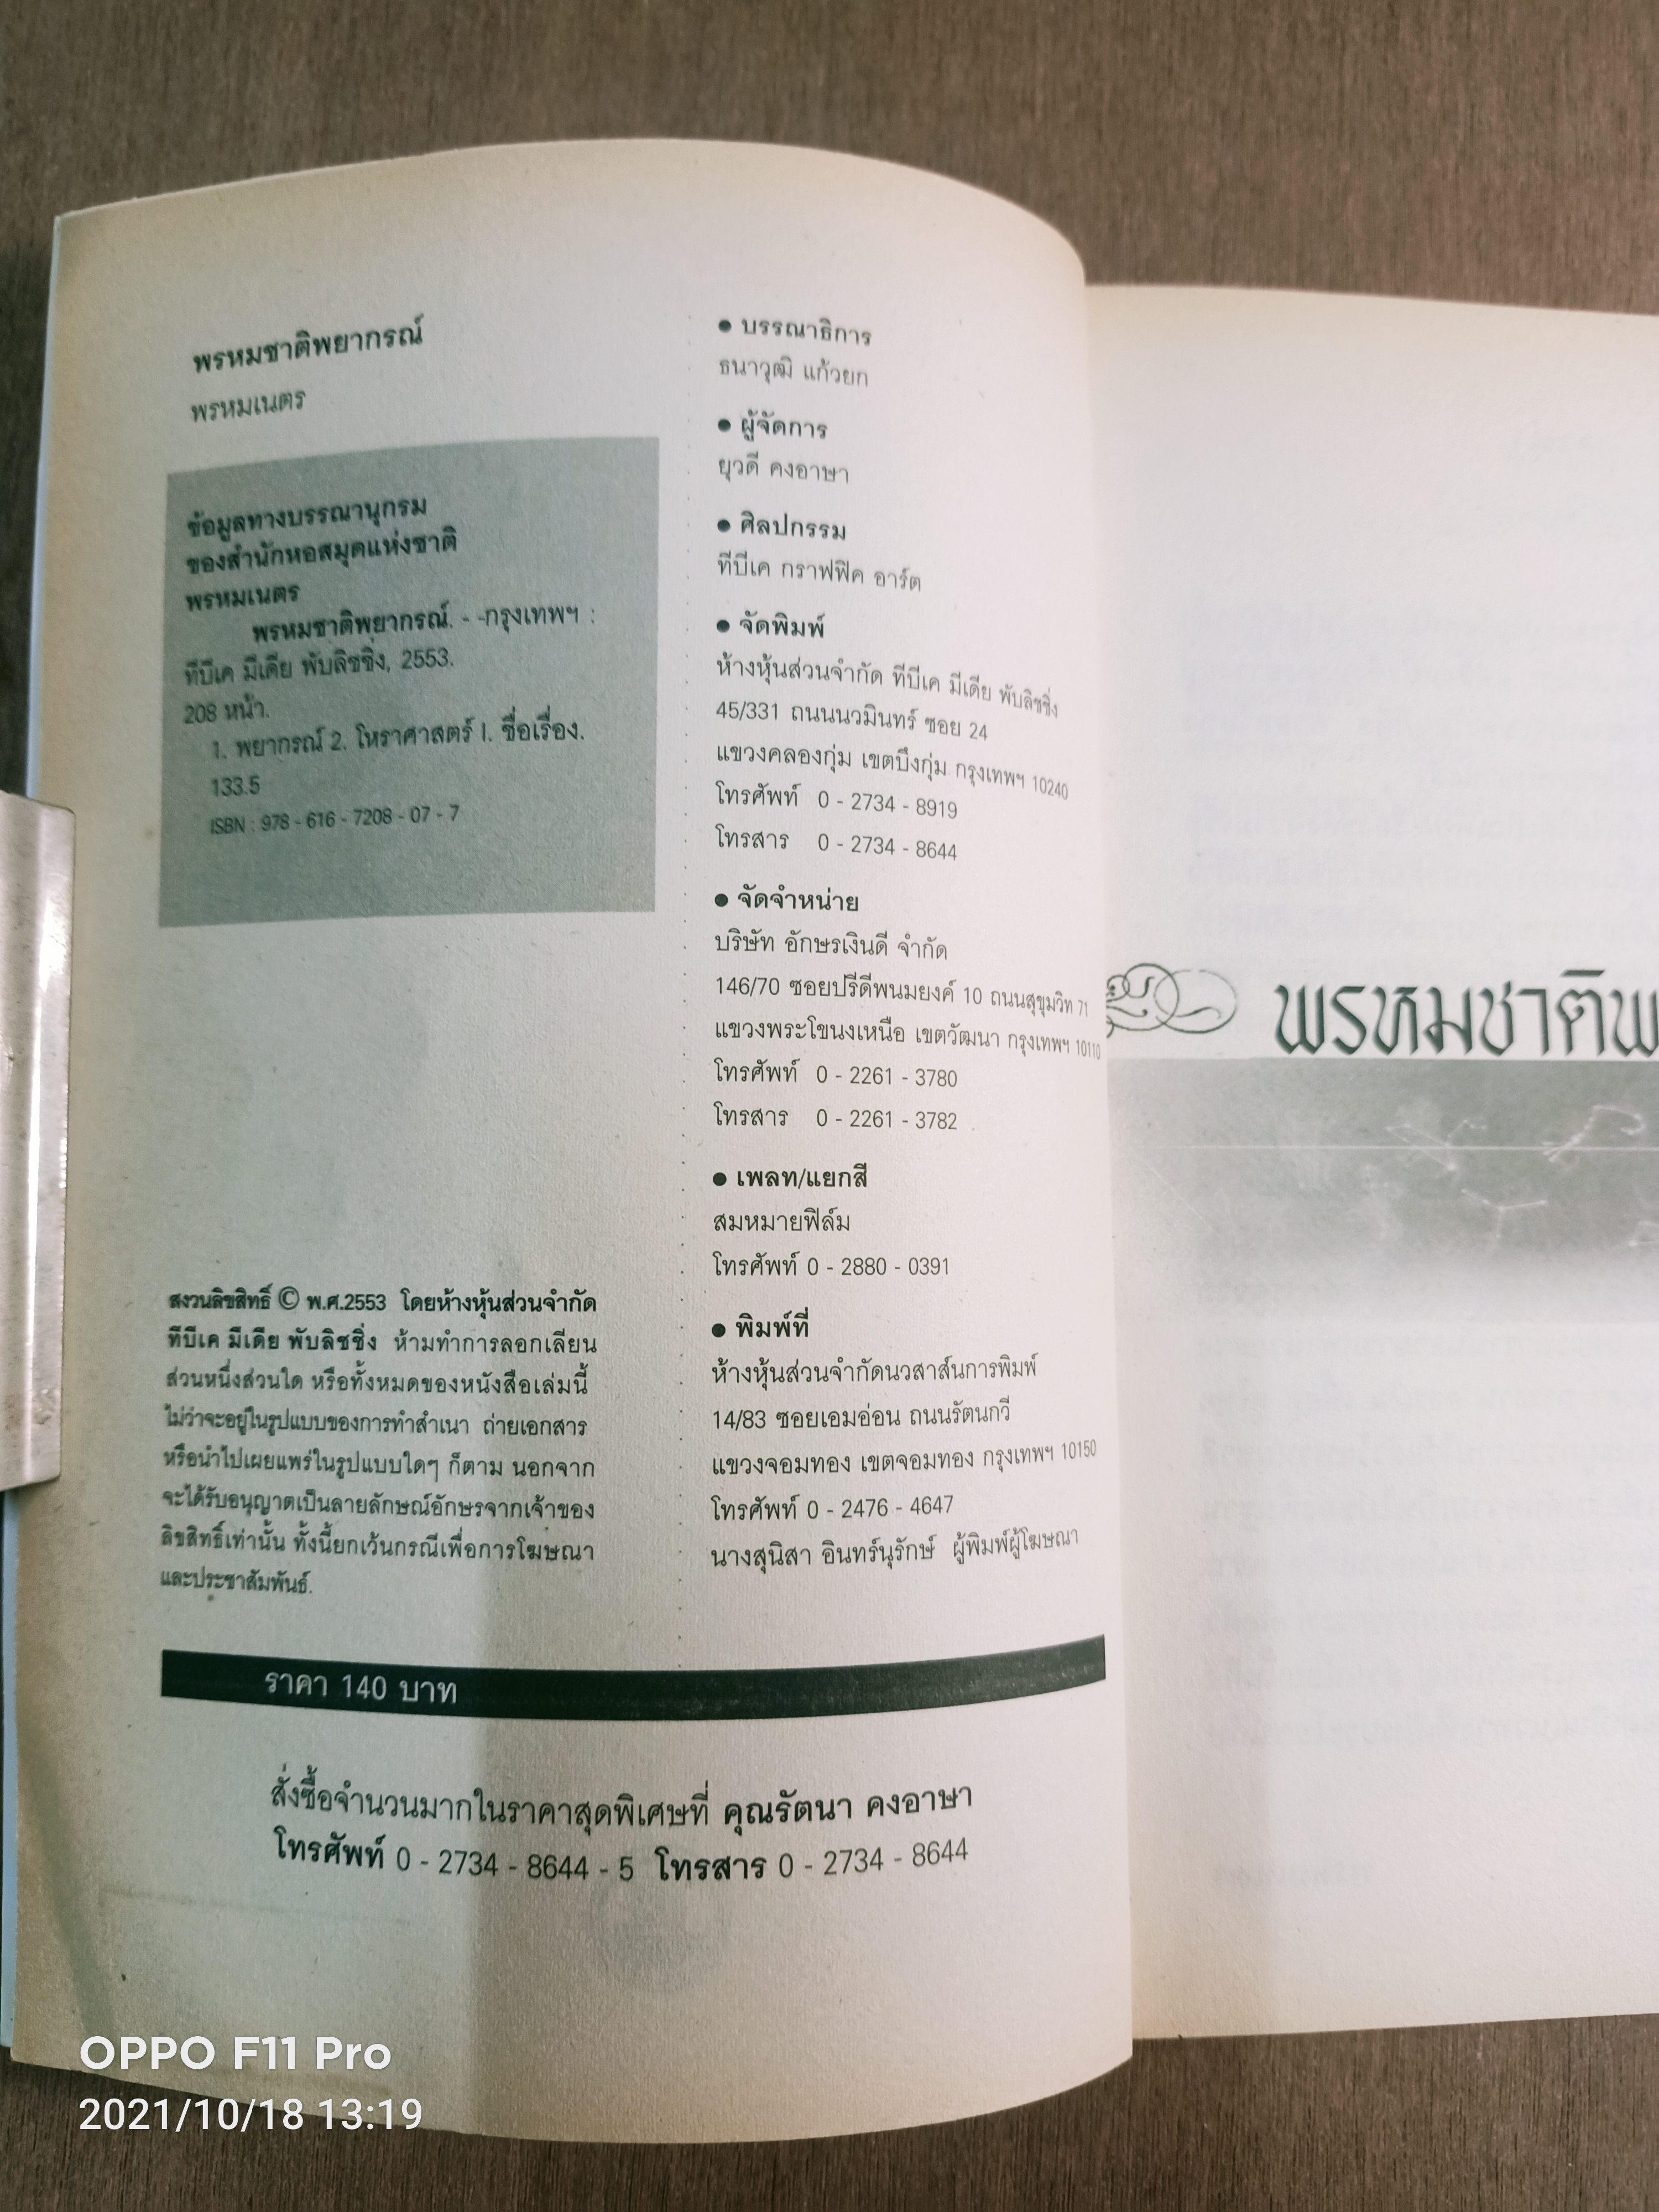 พรหมชาติพยากรณ์
พรหมเนตร
ข้อมูลทางบรรณานุกรม
ของสำนักหอสมุดแห่งชาติ
พรหมเนตร
พรหมชาติพยากรณ์. - -กรุงเทพฯ :
ทีบีเค มีเดีย พับลิชชิ่ง, 2553.
208 หน้า.
1. พยากรณ์ 2. โหราศาสตร์ I. ชื่อเรื่อง.
133.5
ISBN : 978 - 616 - 7208 - 07 - 7
สงวนลิขสิทธิ์ © พ.ศ.2553 โดยห้างหุ้นส่วนจำกัด
ทีบีเค มีเดีย พับลิชชิ่ง ห้ามทำการลอกเลียน
ส่วนหนึ่งส่วนใด หรือทั้งหมดของหนังสือเล่มนี้
ไม่ว่าจะอยู่ในรูปแบบของการทำสำเนา ถ่ายเอกสาร
หรือนำไปเผยแพร่ในรูปแบบใดๆ ก็ตาม นอกจาก
จะได้รับอนุญาตเป็นลายลักษณ์อักษรจากเจ้าของ
ลิขสิทธิ์เท่านั้น ทั้งนี้ยกเว้นกรณีเพื่อการโฆษณา
และประชาสัมพันธ์.
● บรรณาธิการ
ธนาวุฒิ แก้วยก
● ผู้จัดการ
ยุวดี คงอาษา
● ศิลปกรรม
ทีบีเค กราฟฟิค อาร์ต
● จัดพิมพ์
ห้างหุ้นส่วนจำกัด ทีบีเค มีเดีย พับลิชชิ่ง
45/331 ถนนนวมินทร์ ซอย 24
แขวงคลองกุ่ม เขตบึงกุ่ม กรุงเทพฯ 10240
โทรศัพท์ 0 - 2734 - 8919
โทรสาร 0 - 2734 - 8644
● จัดจำหน่าย
บริษัท อักษรเงินดี จำกัด
146/70 ซอยปรีดีพนมยงค์ 10 ถนนสุขุมวิท 71
แขวงพระโขนงเหนือ เขตวัฒนา กรุงเทพฯ 10110
โทรศัพท์ 0 - 2261 - 3780
โทรสาร 0 - 2261 - 3782
● เพลท/แยกสี
สมหมายฟิล์ม
โทรศัพท์ 0 - 2880 - 0391
● พิมพ์ที่
ห้างหุ้นส่วนจำกัดนวสาส์นการพิมพ์
14/83 ซอยเอมอ่อน ถนนรัตนกวี
แขวงจอมทอง เขตจอมทอง กรุงเทพฯ 10150
โทรศัพท์ 0 - 2476 - 4647
นางสุนิสา อินทร์นุรักษ์ ผู้พิมพ์ผู้โฆษณา
ราคา 140 บาท
สั่งซื้อจำนวนมากในราคาสุดพิเศษที่ คุณรัตนา คงอาษา
โทรศัพท์ 0 - 2734 - 8644 - 5 โทรสาร 0 - 2734 - 8644
พรหมชาติพ
OPPO F11 Pro
2021/10/18 13:19